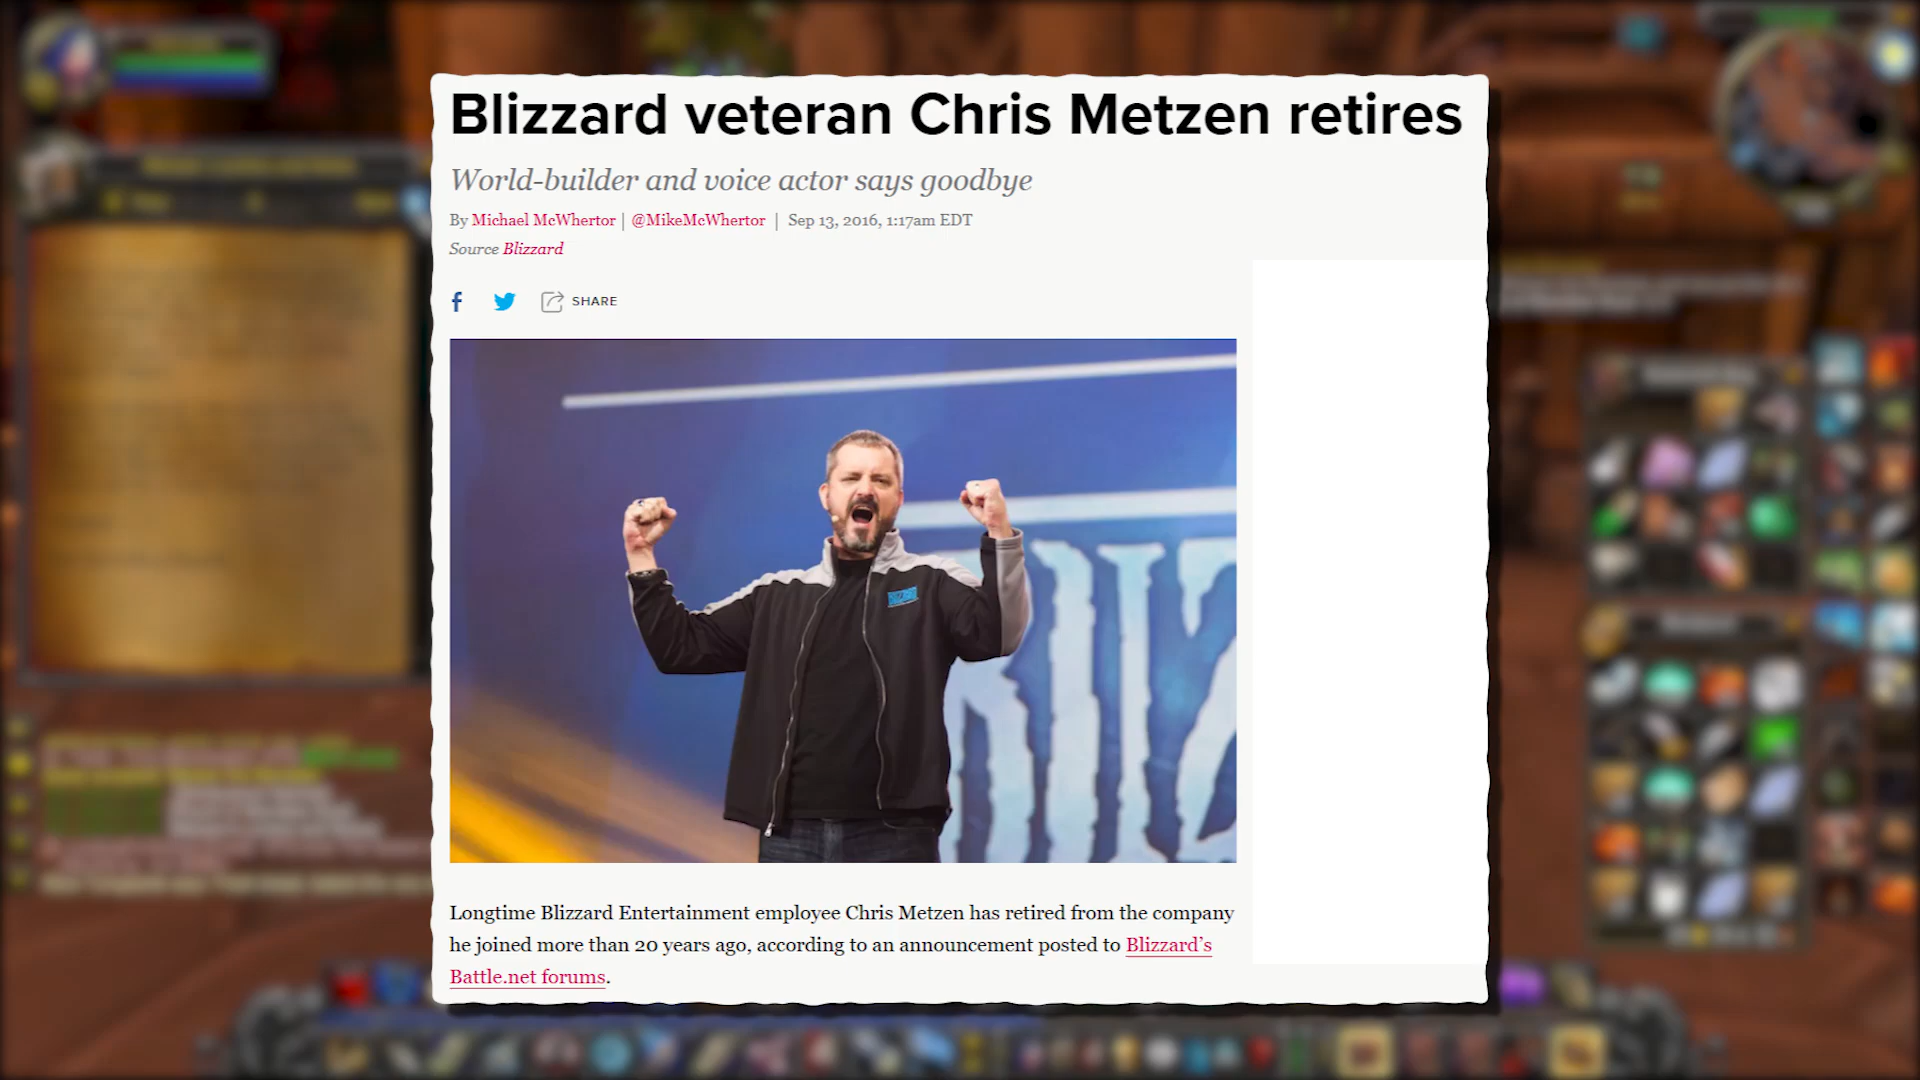 Blizzard veteran Chris Metzen retires
World-builder and voice actor says goodbye
By Michael McWhertor | @MikeMcWhertor | Sep 13, 2016, 1:17am EDT
Source Blizzard
SHARE
Longtime Blizzard Entertainment employee Chris Metzen has retired from the company
he joined more than 20 years ago, according to an announcement posted to Blizzard's
Battle.net forums.